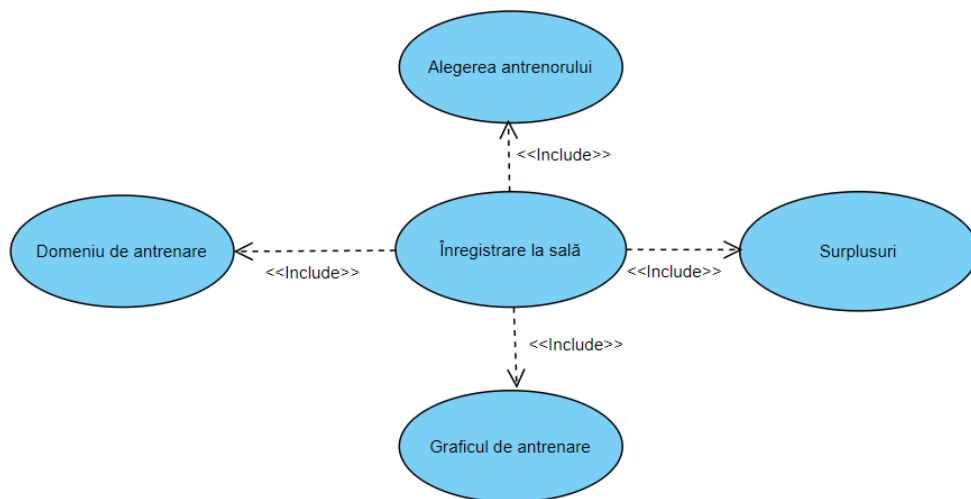 Alegerea antrenorului
<<Include>>
Domeniu de antrenare
<<Include>>
Înregistrare la sală
<<Include>>
Surplusuri
<<Include>>
Graficul de antrenare